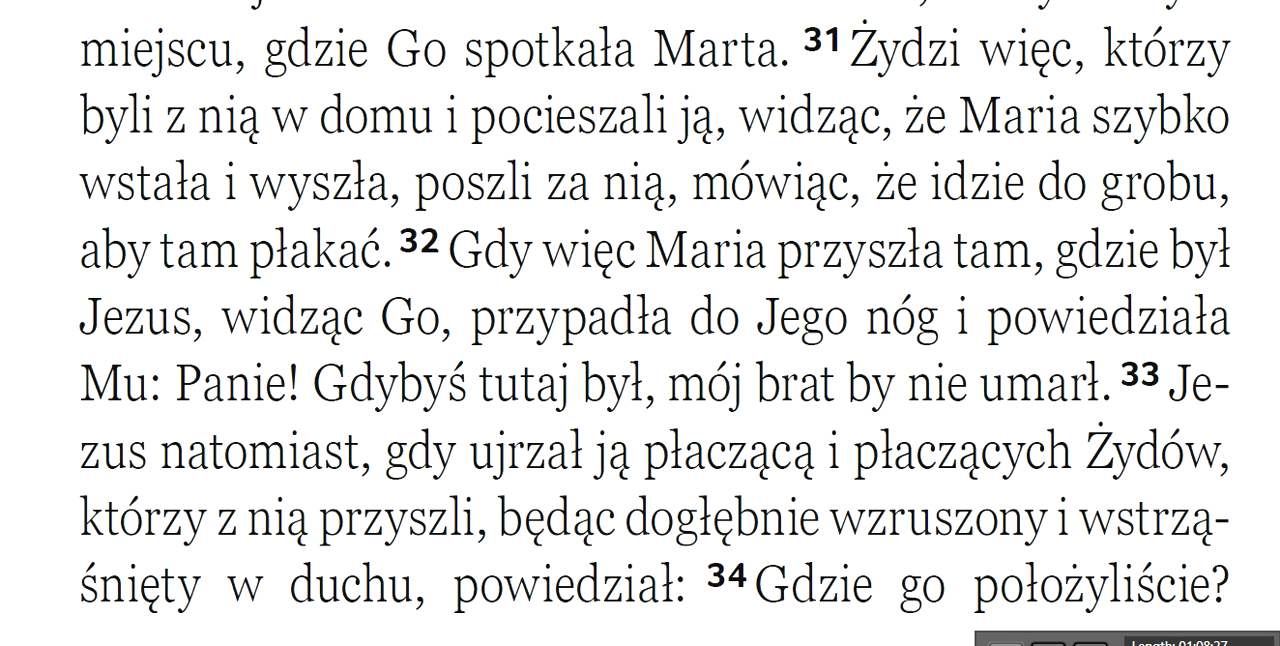 miejscu, gdzie Go spotkała Marta. 31 Żydzi więc, którzy
byli z nią w domu i pocieszali ją, widząc, że Maria szybko
wstała i wyszła, poszli za nią, mówiąc, że idzie do grobu,
aby tam płakać. 32 Gdy więc Maria przyszła tam, gdzie był
Jezus, widząc Go, przypadła do Jego nóg i powiedziała
Mu: Panie! Gdybyś tutaj był, mój brat by nie umarł. 33 Je-
zus natomiast, gdy ujrzał ją płaczącą i płaczących Żydów,
którzy z nią przyszli, będąc dogłębnie wzruszony i wstrzą-
śnięty w duchu, powiedział: 34 Gdzie go położyliście?
Length: 01:08:27